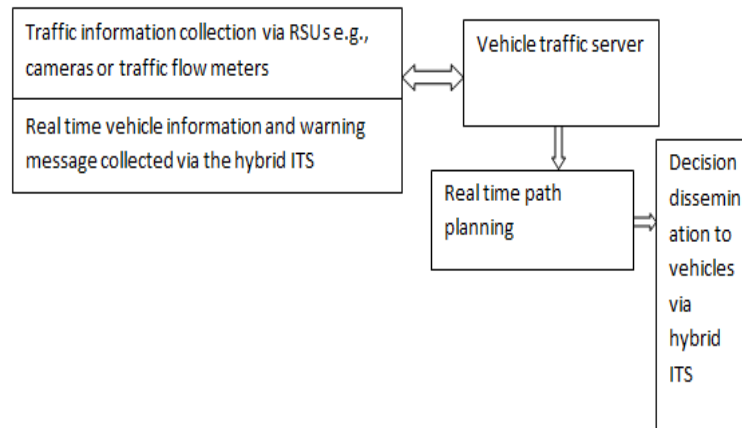 Traffic information collection via RSUs e.g.,
cameras or traffic flow meters
Real time vehicle information and warning
message collected via the hybrid ITS
Vehicle traffic server
Real time path
planning
Decision
dissemin
ation to
vehicles
via
hybrid
ITS